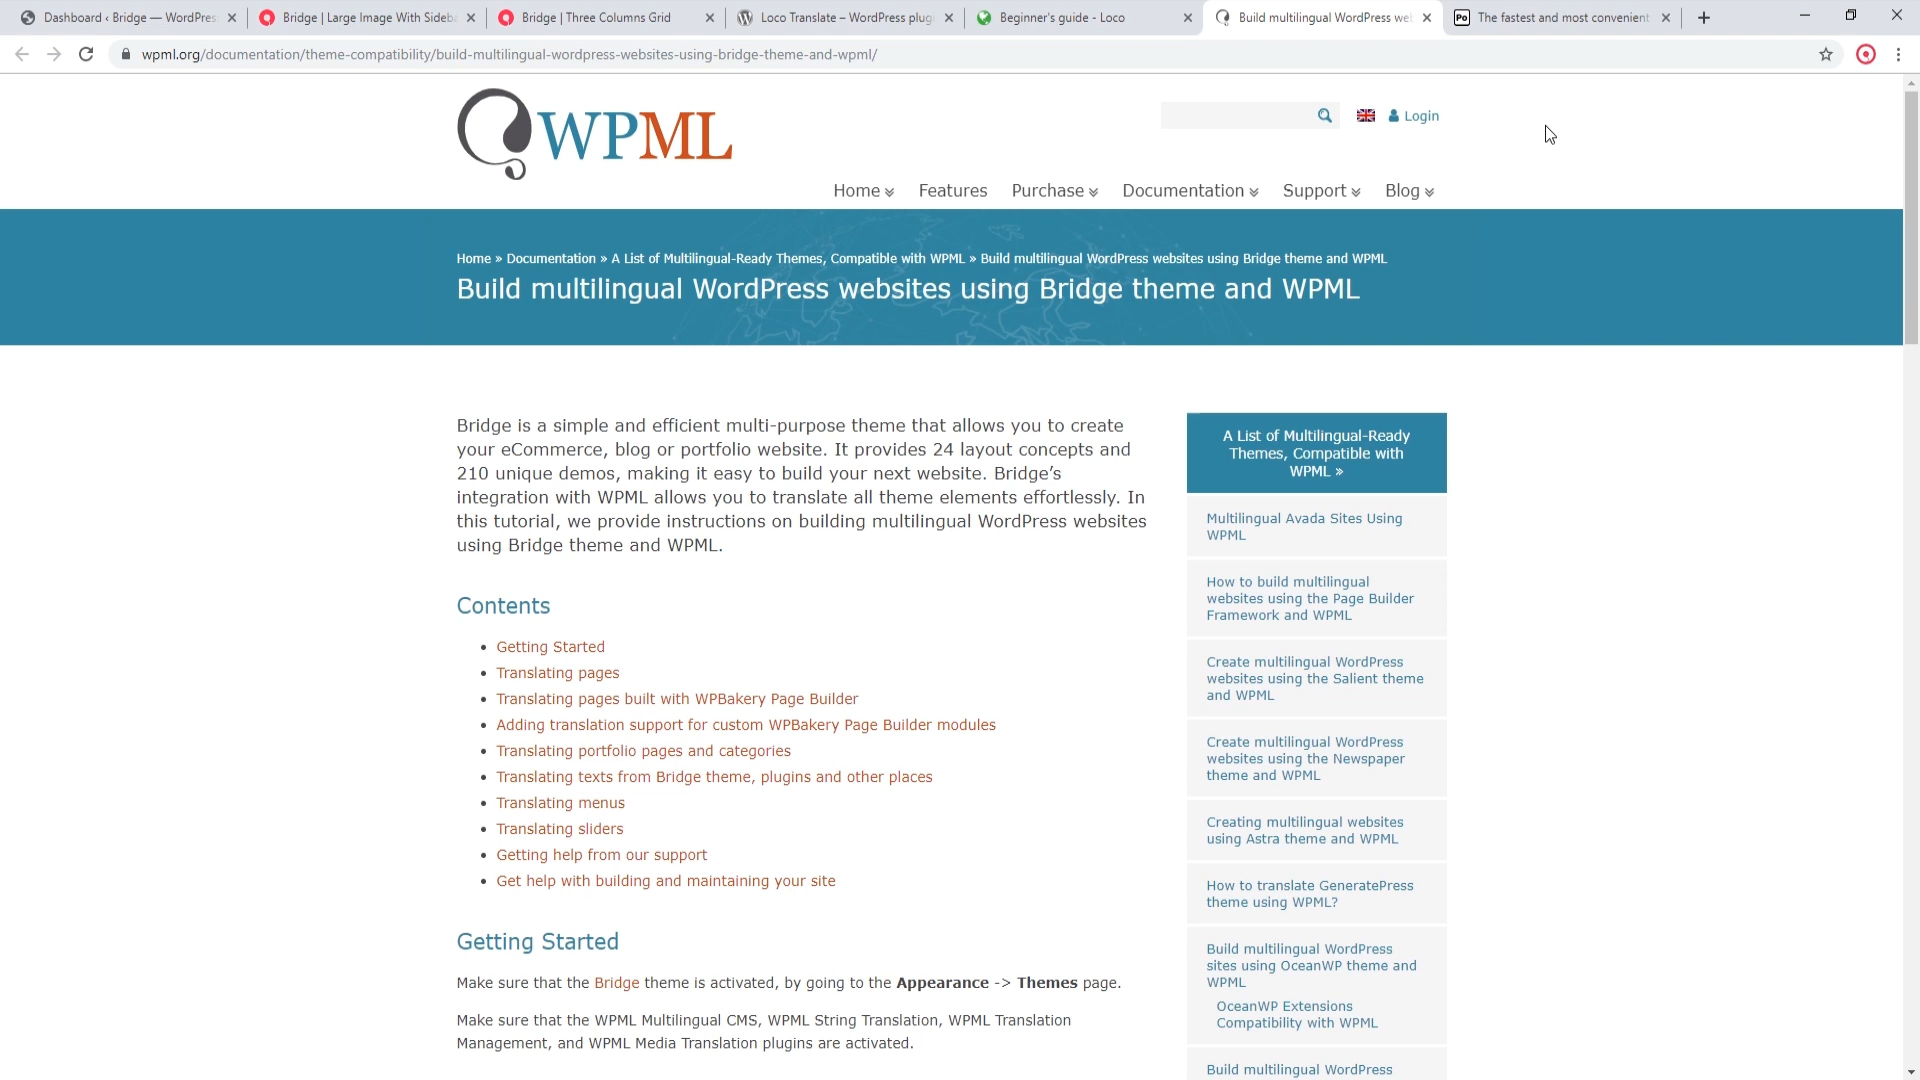 Dashboard ‹ Bridge — WordPres
Bridge | Large Image With Sideba
Bridge | Three Columns Grid
Loco Translate – WordPress plugi
Beginner's guide - Loco
Build multilingual WordPress web
Po The fastest and most convenient
wpml.org/documentation/theme-compatibility/build-multilingual-wordpress-websites-using-bridge-theme-and-wpml/
WPML
Login
Home
Features
Purchase
Documentation
Support
Blog
Home » Documentation » A List of Multilingual-Ready Themes, Compatible with WPML » Build multilingual WordPress websites using Bridge theme and WPML
Build multilingual WordPress websites using Bridge theme and WPML
Bridge is a simple and efficient multi-purpose theme that allows you to create
your eCommerce, blog or portfolio website. It provides 24 layout concepts and
210 unique demos, making it easy to build your next website. Bridge’s
integration with WPML allows you to translate all theme elements effortlessly. In
this tutorial, we provide instructions on building multilingual WordPress websites
using Bridge theme and WPML.
Contents
• Getting Started
• Translating pages
• Translating pages built with WPBakery Page Builder
• Adding translation support for custom WPBakery Page Builder modules
• Translating portfolio pages and categories
• Translating texts from Bridge theme, plugins and other places
• Translating menus
• Translating sliders
• Getting help from our support
• Get help with building and maintaining your site
Getting Started
Make sure that the Bridge theme is activated, by going to the Appearance -> Themes page.
Make sure that the WPML Multilingual CMS, WPML String Translation, WPML Translation
Management, and WPML Media Translation plugins are activated.
A List of Multilingual-Ready
Themes, Compatible with
WPML »
Multilingual Avada Sites Using
WPML
How to build multilingual
websites using the Page Builder
Framework and WPML
Create multilingual WordPress
websites using the Salient theme
and WPML
Create multilingual WordPress
websites using the Newspaper
theme and WPML
Creating multilingual websites
using Astra theme and WPML
How to translate GeneratePress
theme using WPML?
Build multilingual WordPress
sites using OceanWP theme and
WPML
OceanWP Extensions
Compatibility with WPML
Build multilingual WordPress